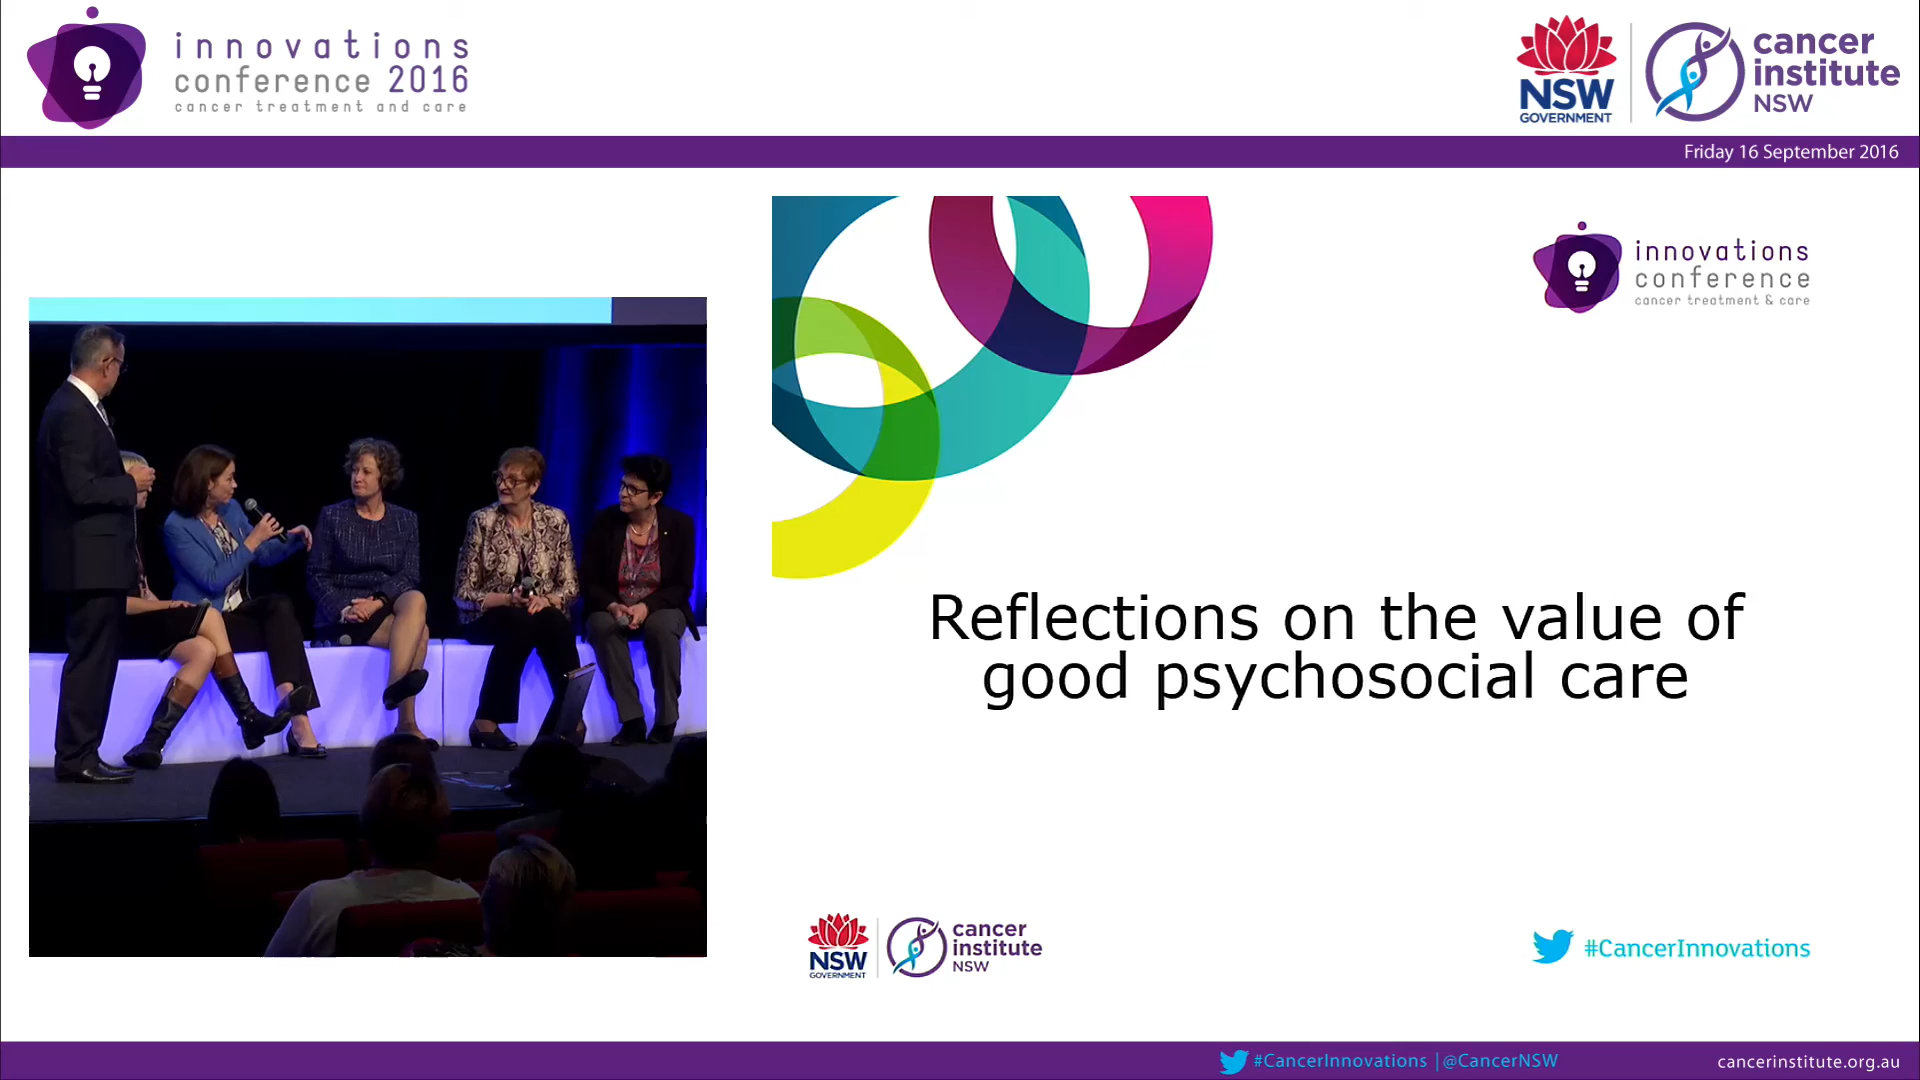 innovations
conference 2016
cancer treatment and care
NSW
GOVERNMENT
cancer
institute
NSW
Friday 16 September 2016
innovations
conference
cancer treatment & care
Reflections on the value of
good psychosocial care
NSW
GOVERNMENT
cancer
institute
NSW
#CancerInnovations
#CancerInnovations | @CancerNSW
cancerinstitute.org.au